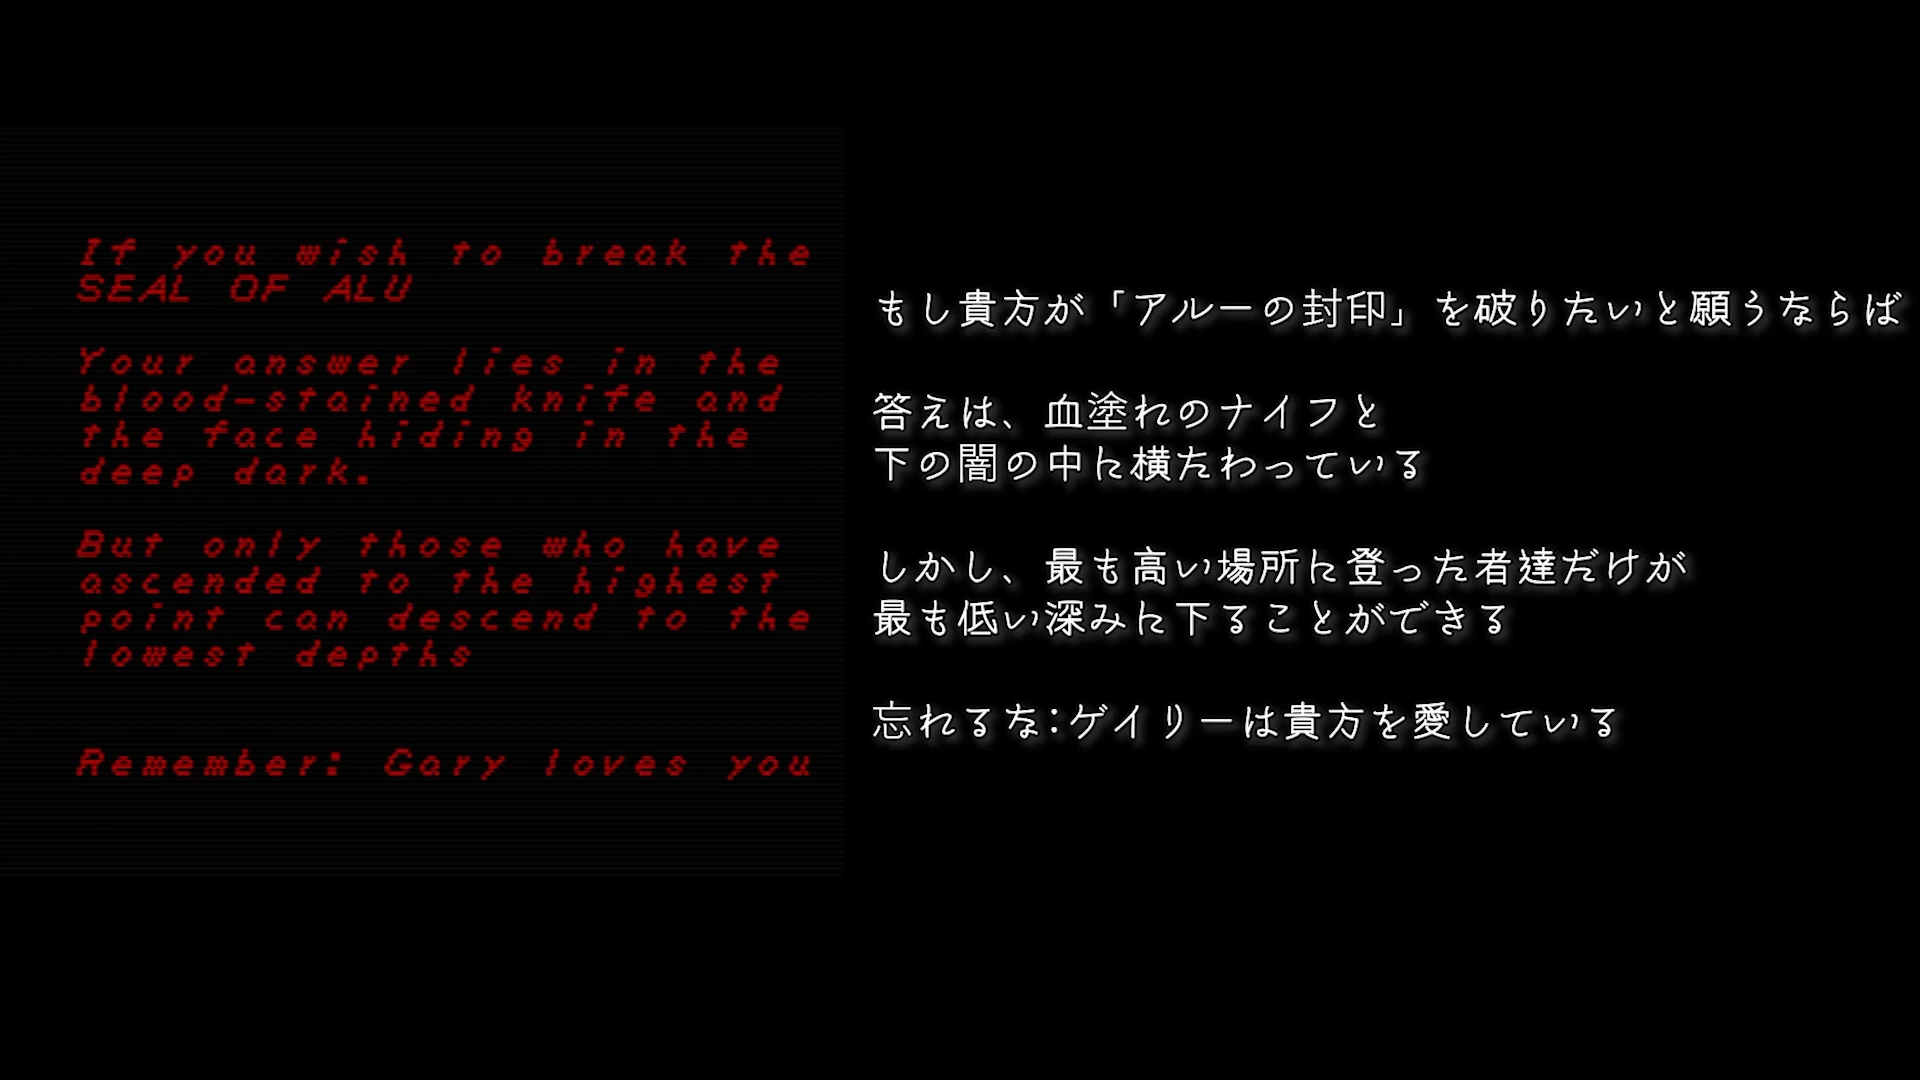 If you wish to break the
SEAL OF ALU
Your answer lies in the
blood-stained knife and
the face hiding in the
deep dark.
But only those who have
ascended to the highest
point can descend to the
lowest depths
Remember: Gary loves you
もし貴方が「アルーの封印」を破りたいと願うならば
答えは、血塗れのナイフと
下の闇の中に横たわっている
しかし、最も高い場所に登った者達だけが
最も低い深みに下ることができる
忘れるな:ゲイリーは貴方を愛している